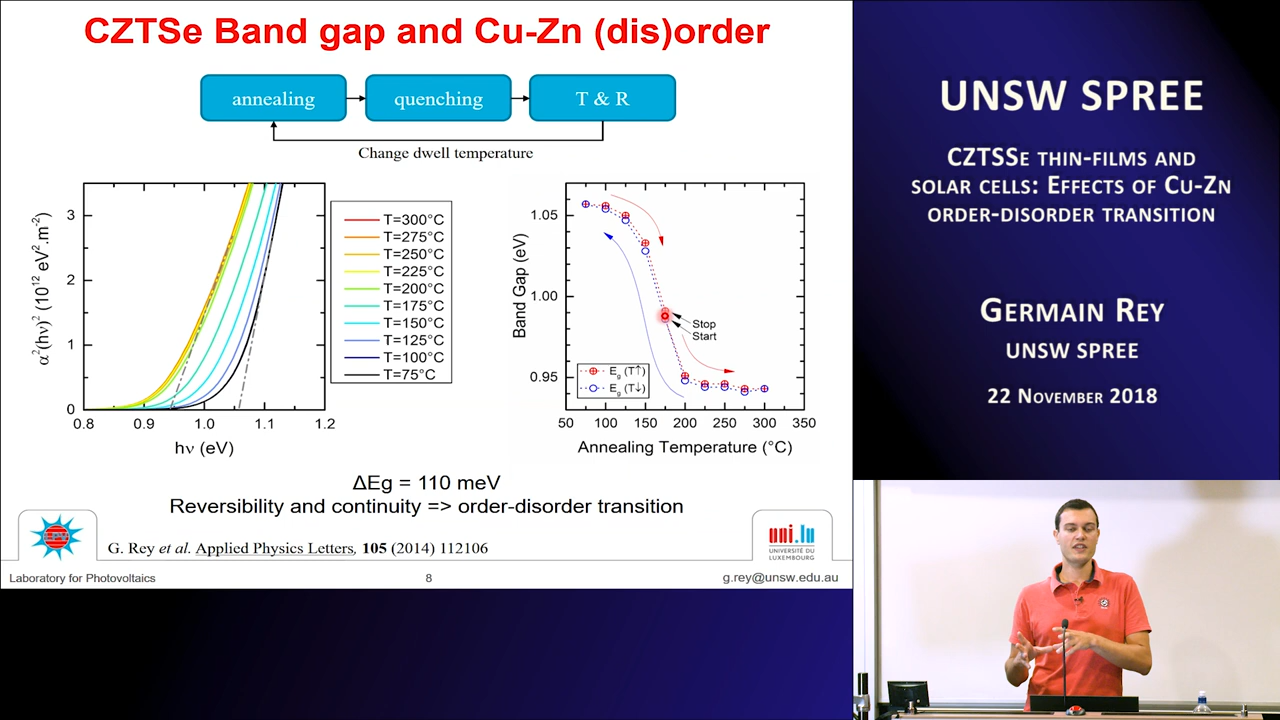 CZTSe Band gap and Cu-Zn (dis)order
annealing
quenching
T & R
Change dwell temperature
α²(hν)² (10¹² eV².m⁻²)
3
2
1
0
0.8
0.9
1.0
1.1
1.2
hν (eV)
T=300°C
T=275°C
T=250°C
T=225°C
T=200°C
T=175°C
T=150°C
T=125°C
T=100°C
T=75°C
Band Gap (eV)
1.05
1.00
0.95
Stop
Start
E_g (T↑)
E_g (T↓)
50
100
150
200
250
300
350
Annealing Temperature (°C)
ΔEg = 110 meV
Reversibility and continuity => order-disorder transition
G. Rey et al. Applied Physics Letters, 105 (2014) 112106
uni.lu
UNIVERSITÉ DU
LUXEMBOURG
Laboratory for Photovoltaics
8
g.rey@unsw.edu.au
UNSW SPREE
CZTSSe thin-films and
solar cells: Effects of Cu-Zn
order-disorder transition
Germain Rey
UNSW SPREE
22 November 2018